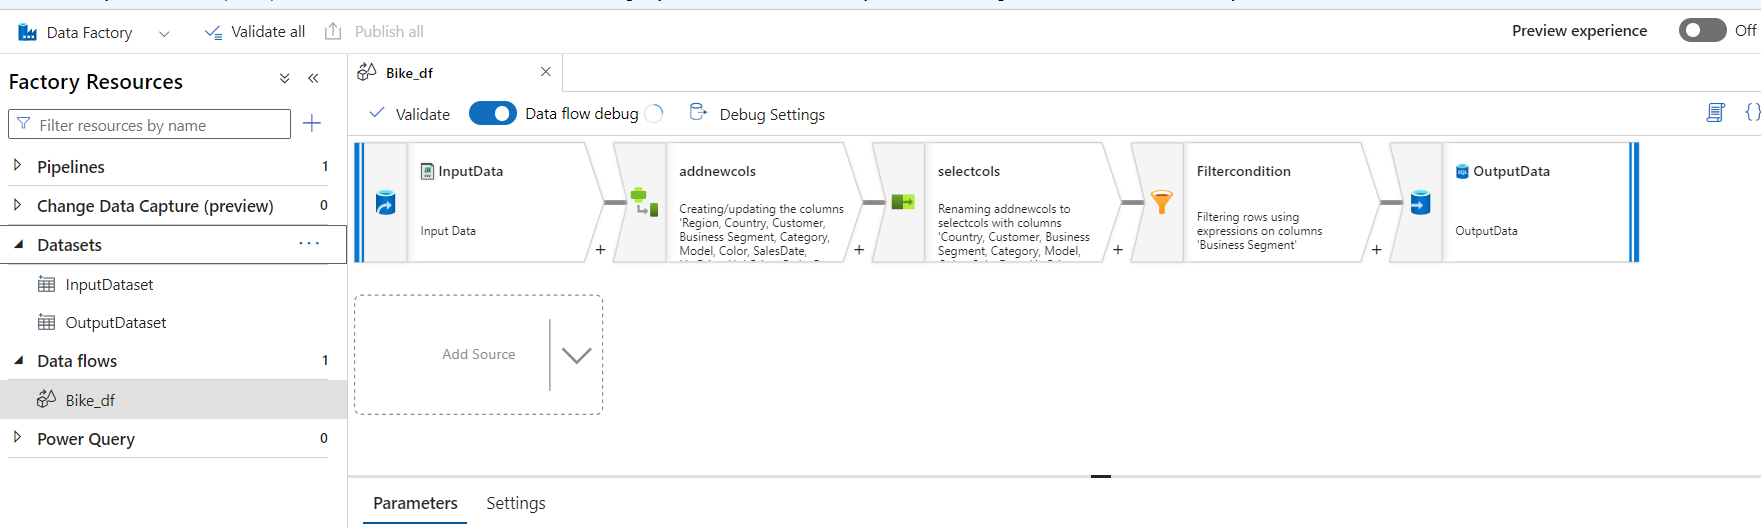 Data Factory
Validate all
Publish all
Preview experience
Off
Factory Resources
Filter resources by name
Pipelines
1
Change Data Capture (preview)
0
Datasets
InputDataset
OutputDataset
Data flows
1
Bike_df
Power Query
0
Bike_df
Validate
Data flow debug
Debug Settings
InputData
Input Data
addnewcols
Creating/updating the columns
'Region, Country, Customer,
Business Segment, Category,
Model, Color, SalesDate,
selectcols
Renaming addnewcols to
selectcols with columns
'Country, Customer, Business
Segment, Category, Model,
Filtercondition
Filtering rows using
expressions on columns
'Business Segment'
SQL
OutputData
OutputData
Add Source
Parameters
Settings